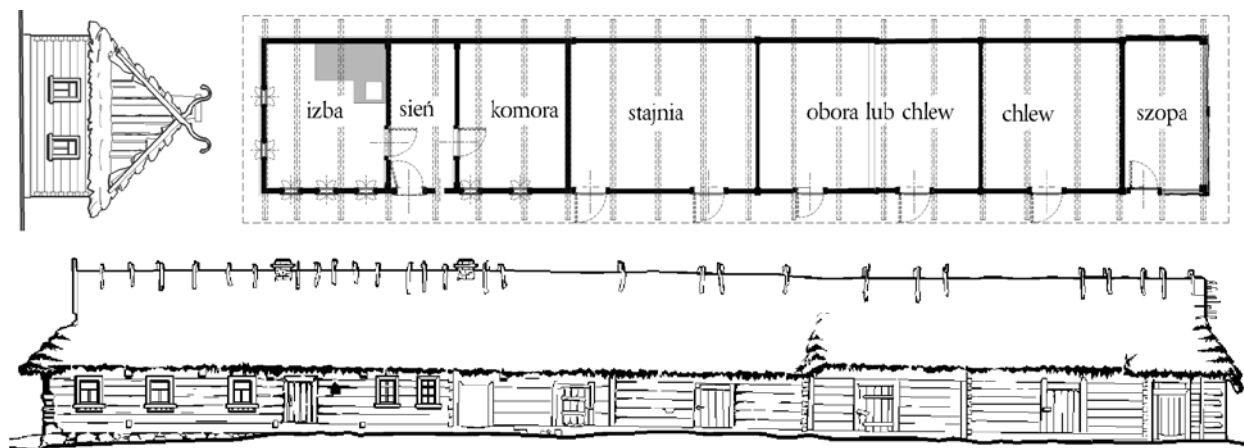 izba
sień
komora
stajnia
obora lub chlew
chlew
szopa